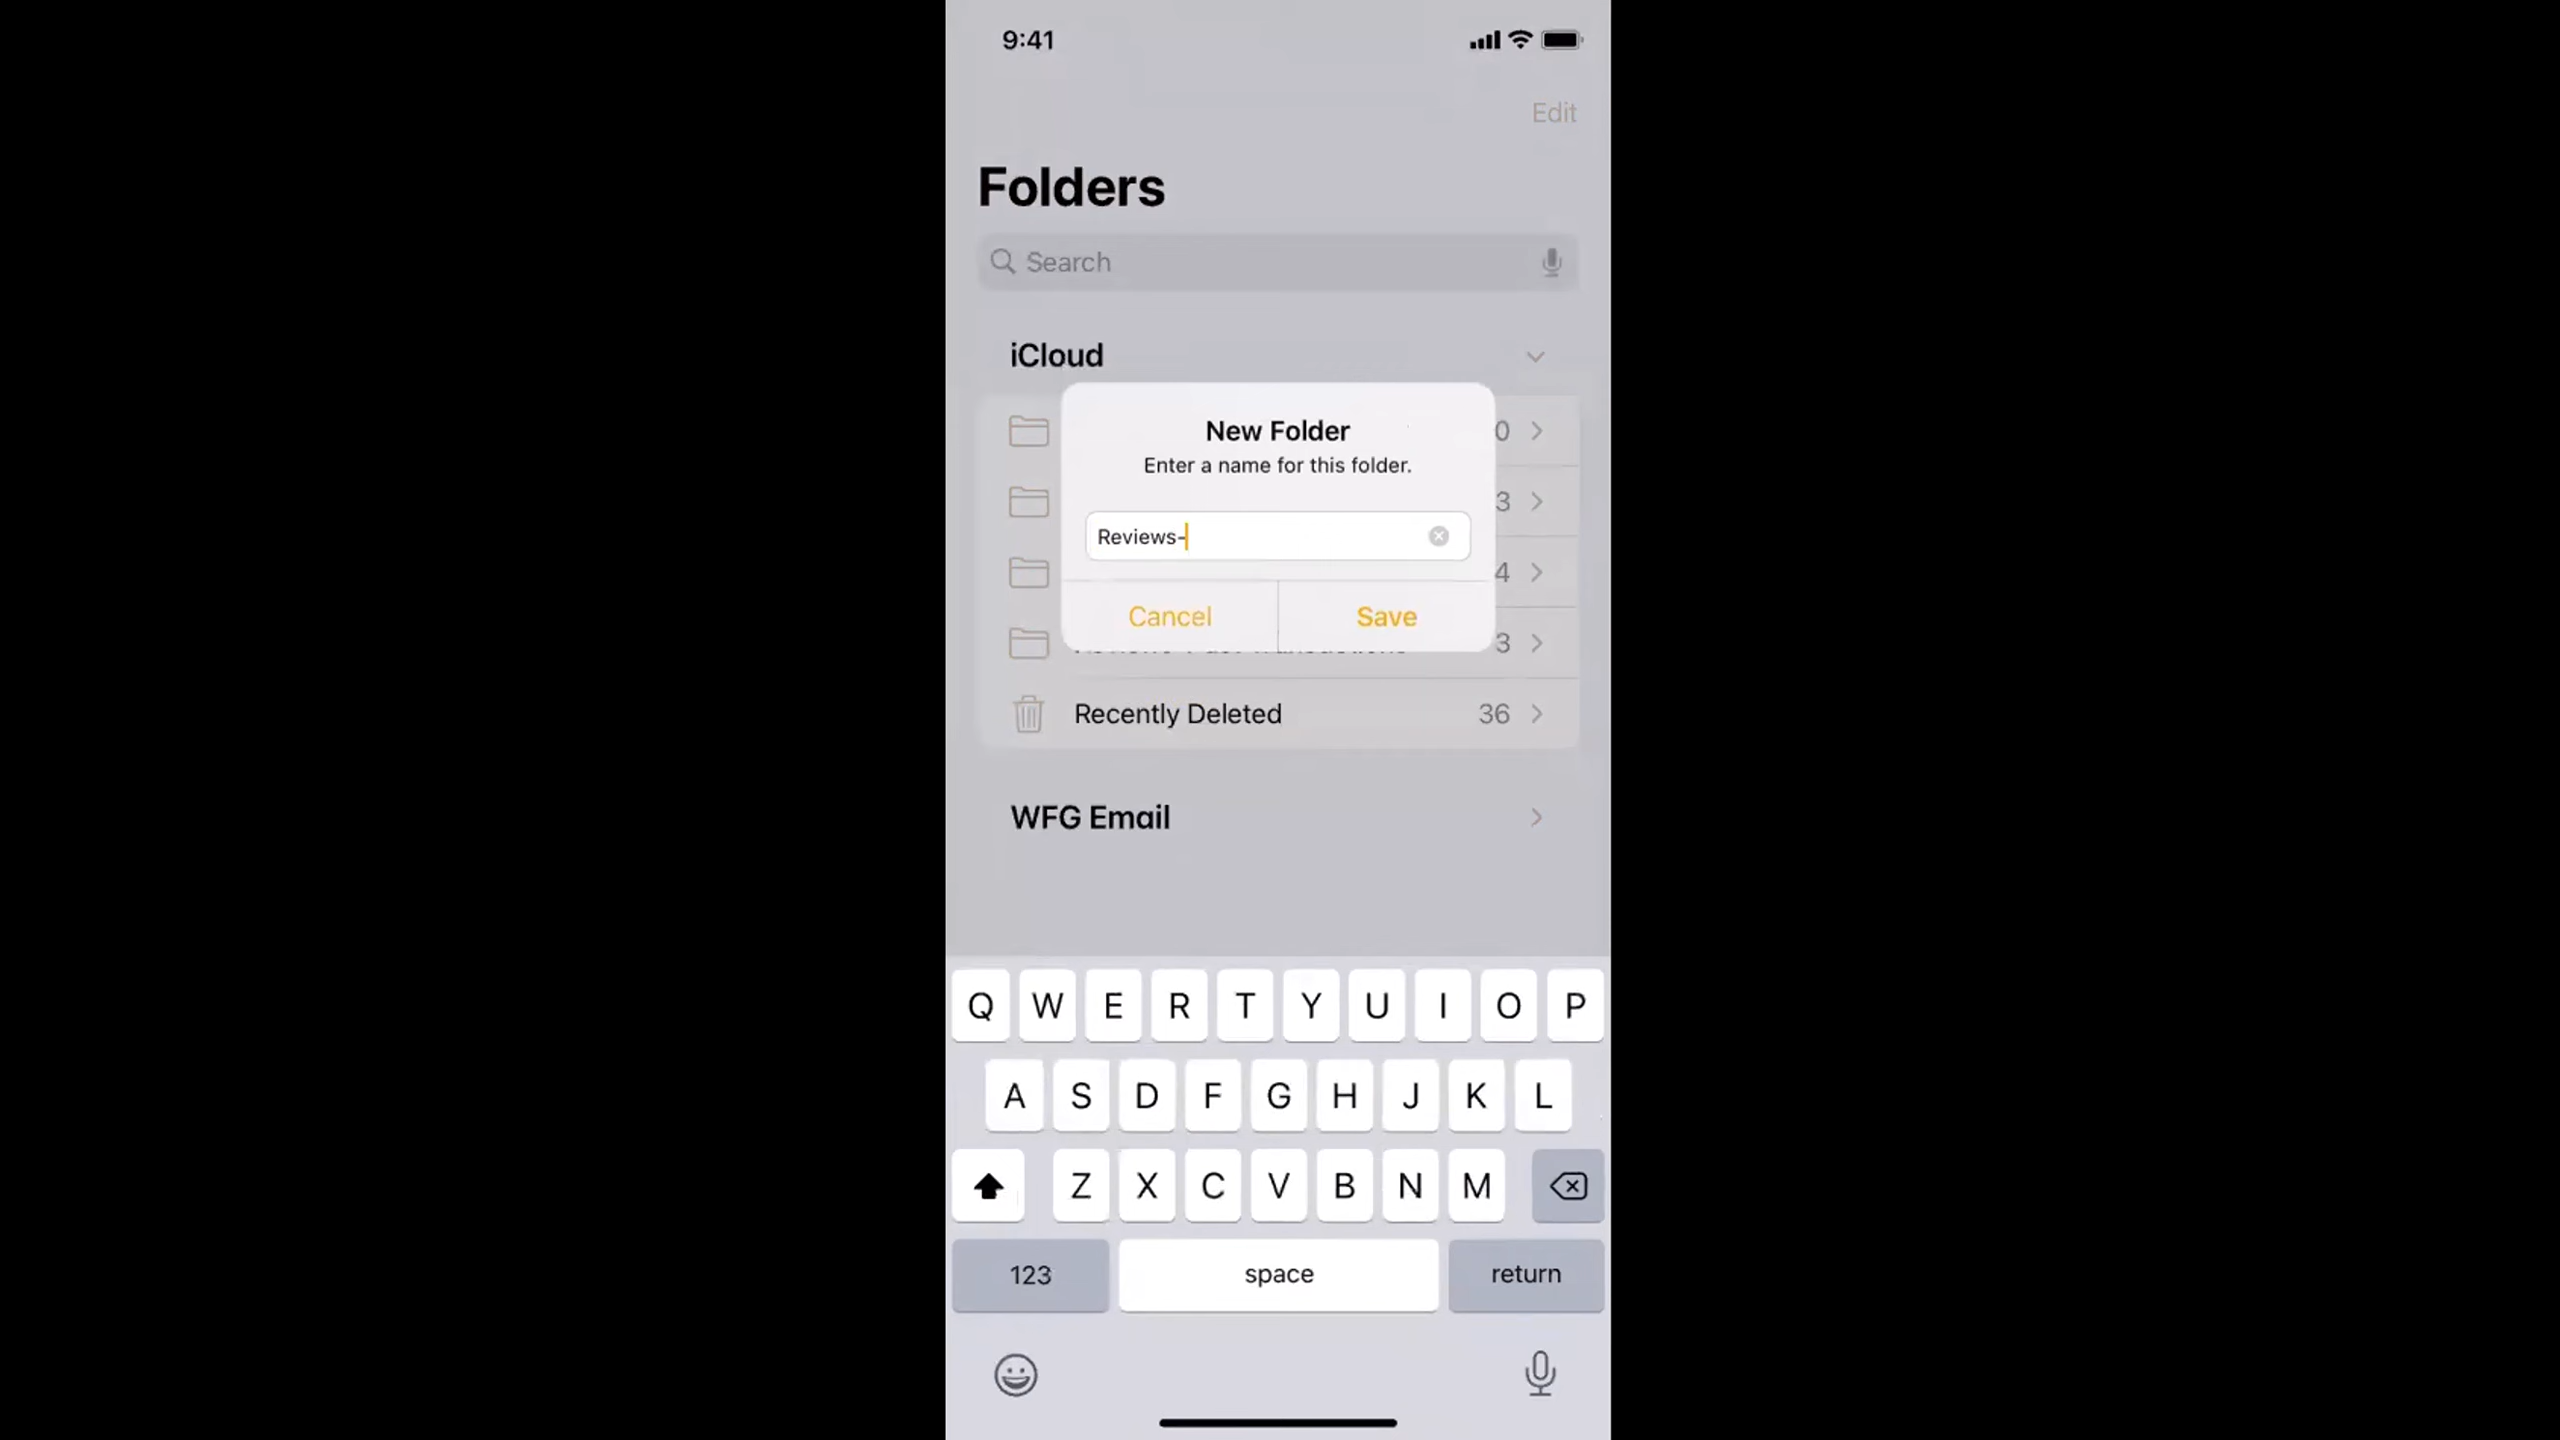 9:41
Edit
Folders
Search
iCloud
New Folder
0
Enter a name for this folder.
3
Reviews-
4
Cancel
Save
3
Recently Deleted
36
WFG Email
Q W E R T Y U I O P
A S D F G H J K L
Z X C V B N M
123
space
return